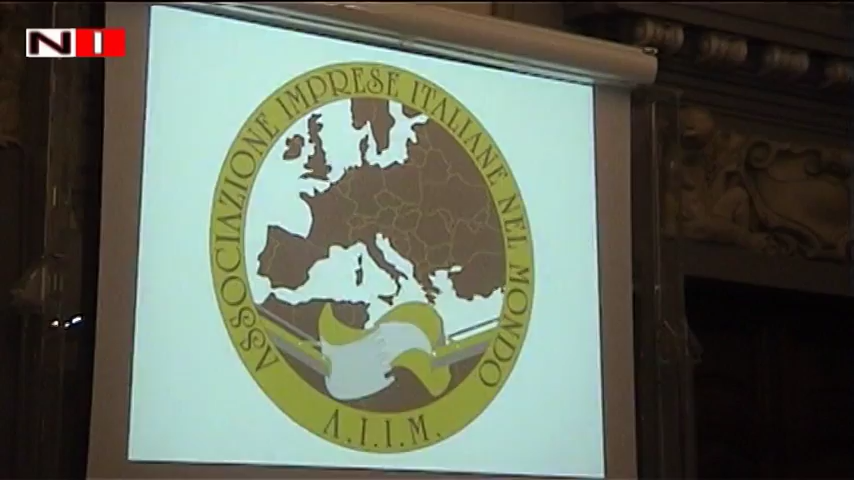 NI
ASSOCIAZIONE IMPRESE ITALIANE NEL MONDO
A.I.I.M.